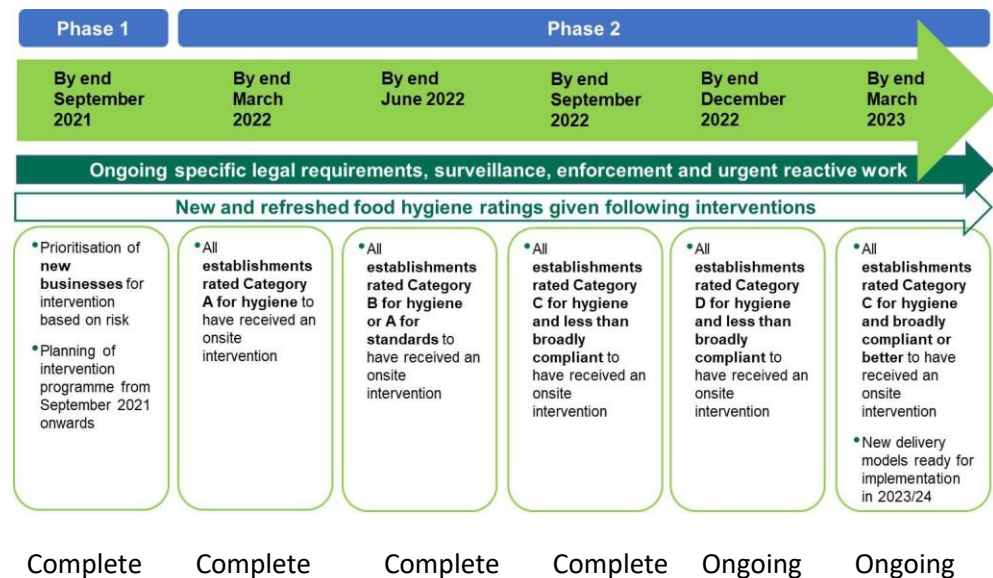 Phase 1
Phase 2
By end
September
2021
By end
March
2022
By end
June 2022
By end
September
2022
By end
December
2022
By end
March
2023
Ongoing specific legal requirements, surveillance, enforcement and urgent reactive work
New and refreshed food hygiene ratings given following interventions
•Prioritisation of
new
businesses for
intervention
based on risk
•Planning of
intervention
programme from
September 2021
onwards
•All
establishments
rated Category
A for hygiene to
have received an
onsite
intervention
•All
establishments
rated Category
B for hygiene
or A for
standards to
have received an
onsite
intervention
•All
establishments
rated Category
C for hygiene
and less than
broadly
compliant to
have received an
onsite
intervention
•All
establishments
rated Category
D for hygiene
and less than
broadly
compliant to
have received an
onsite
intervention
•All
establishments
rated Category
C for hygiene
and broadly
compliant or
better to have
received an
onsite
intervention
•New delivery
models ready for
implementation
in 2023/24
Complete
Complete
Complete
Complete
Ongoing
Ongoing